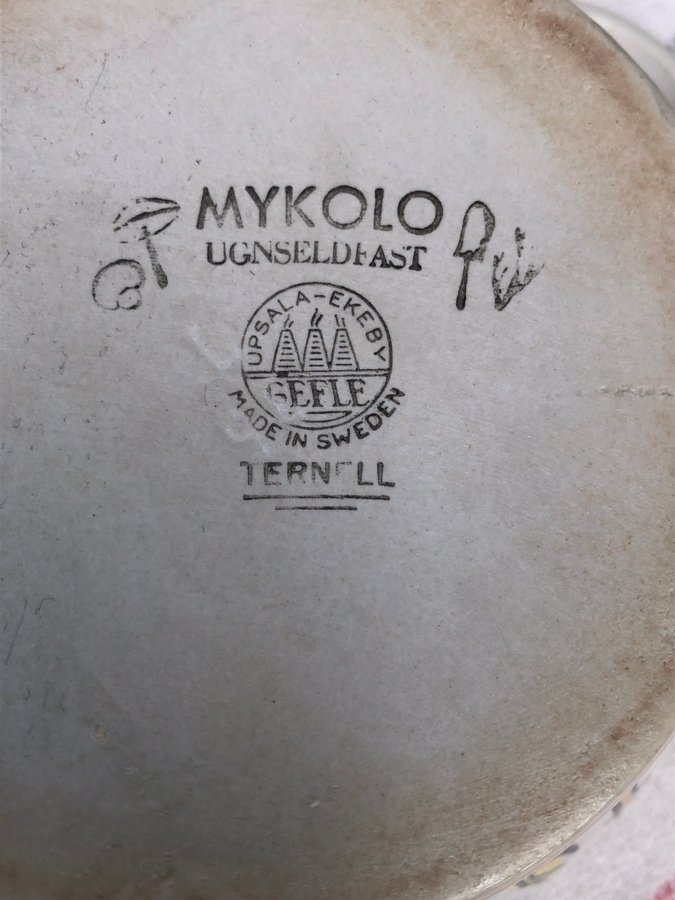 MYKOLO
UGNSELDFAST
UPSALA-EKEBY
GEFLE
MADE IN SWEDEN
TERNELL